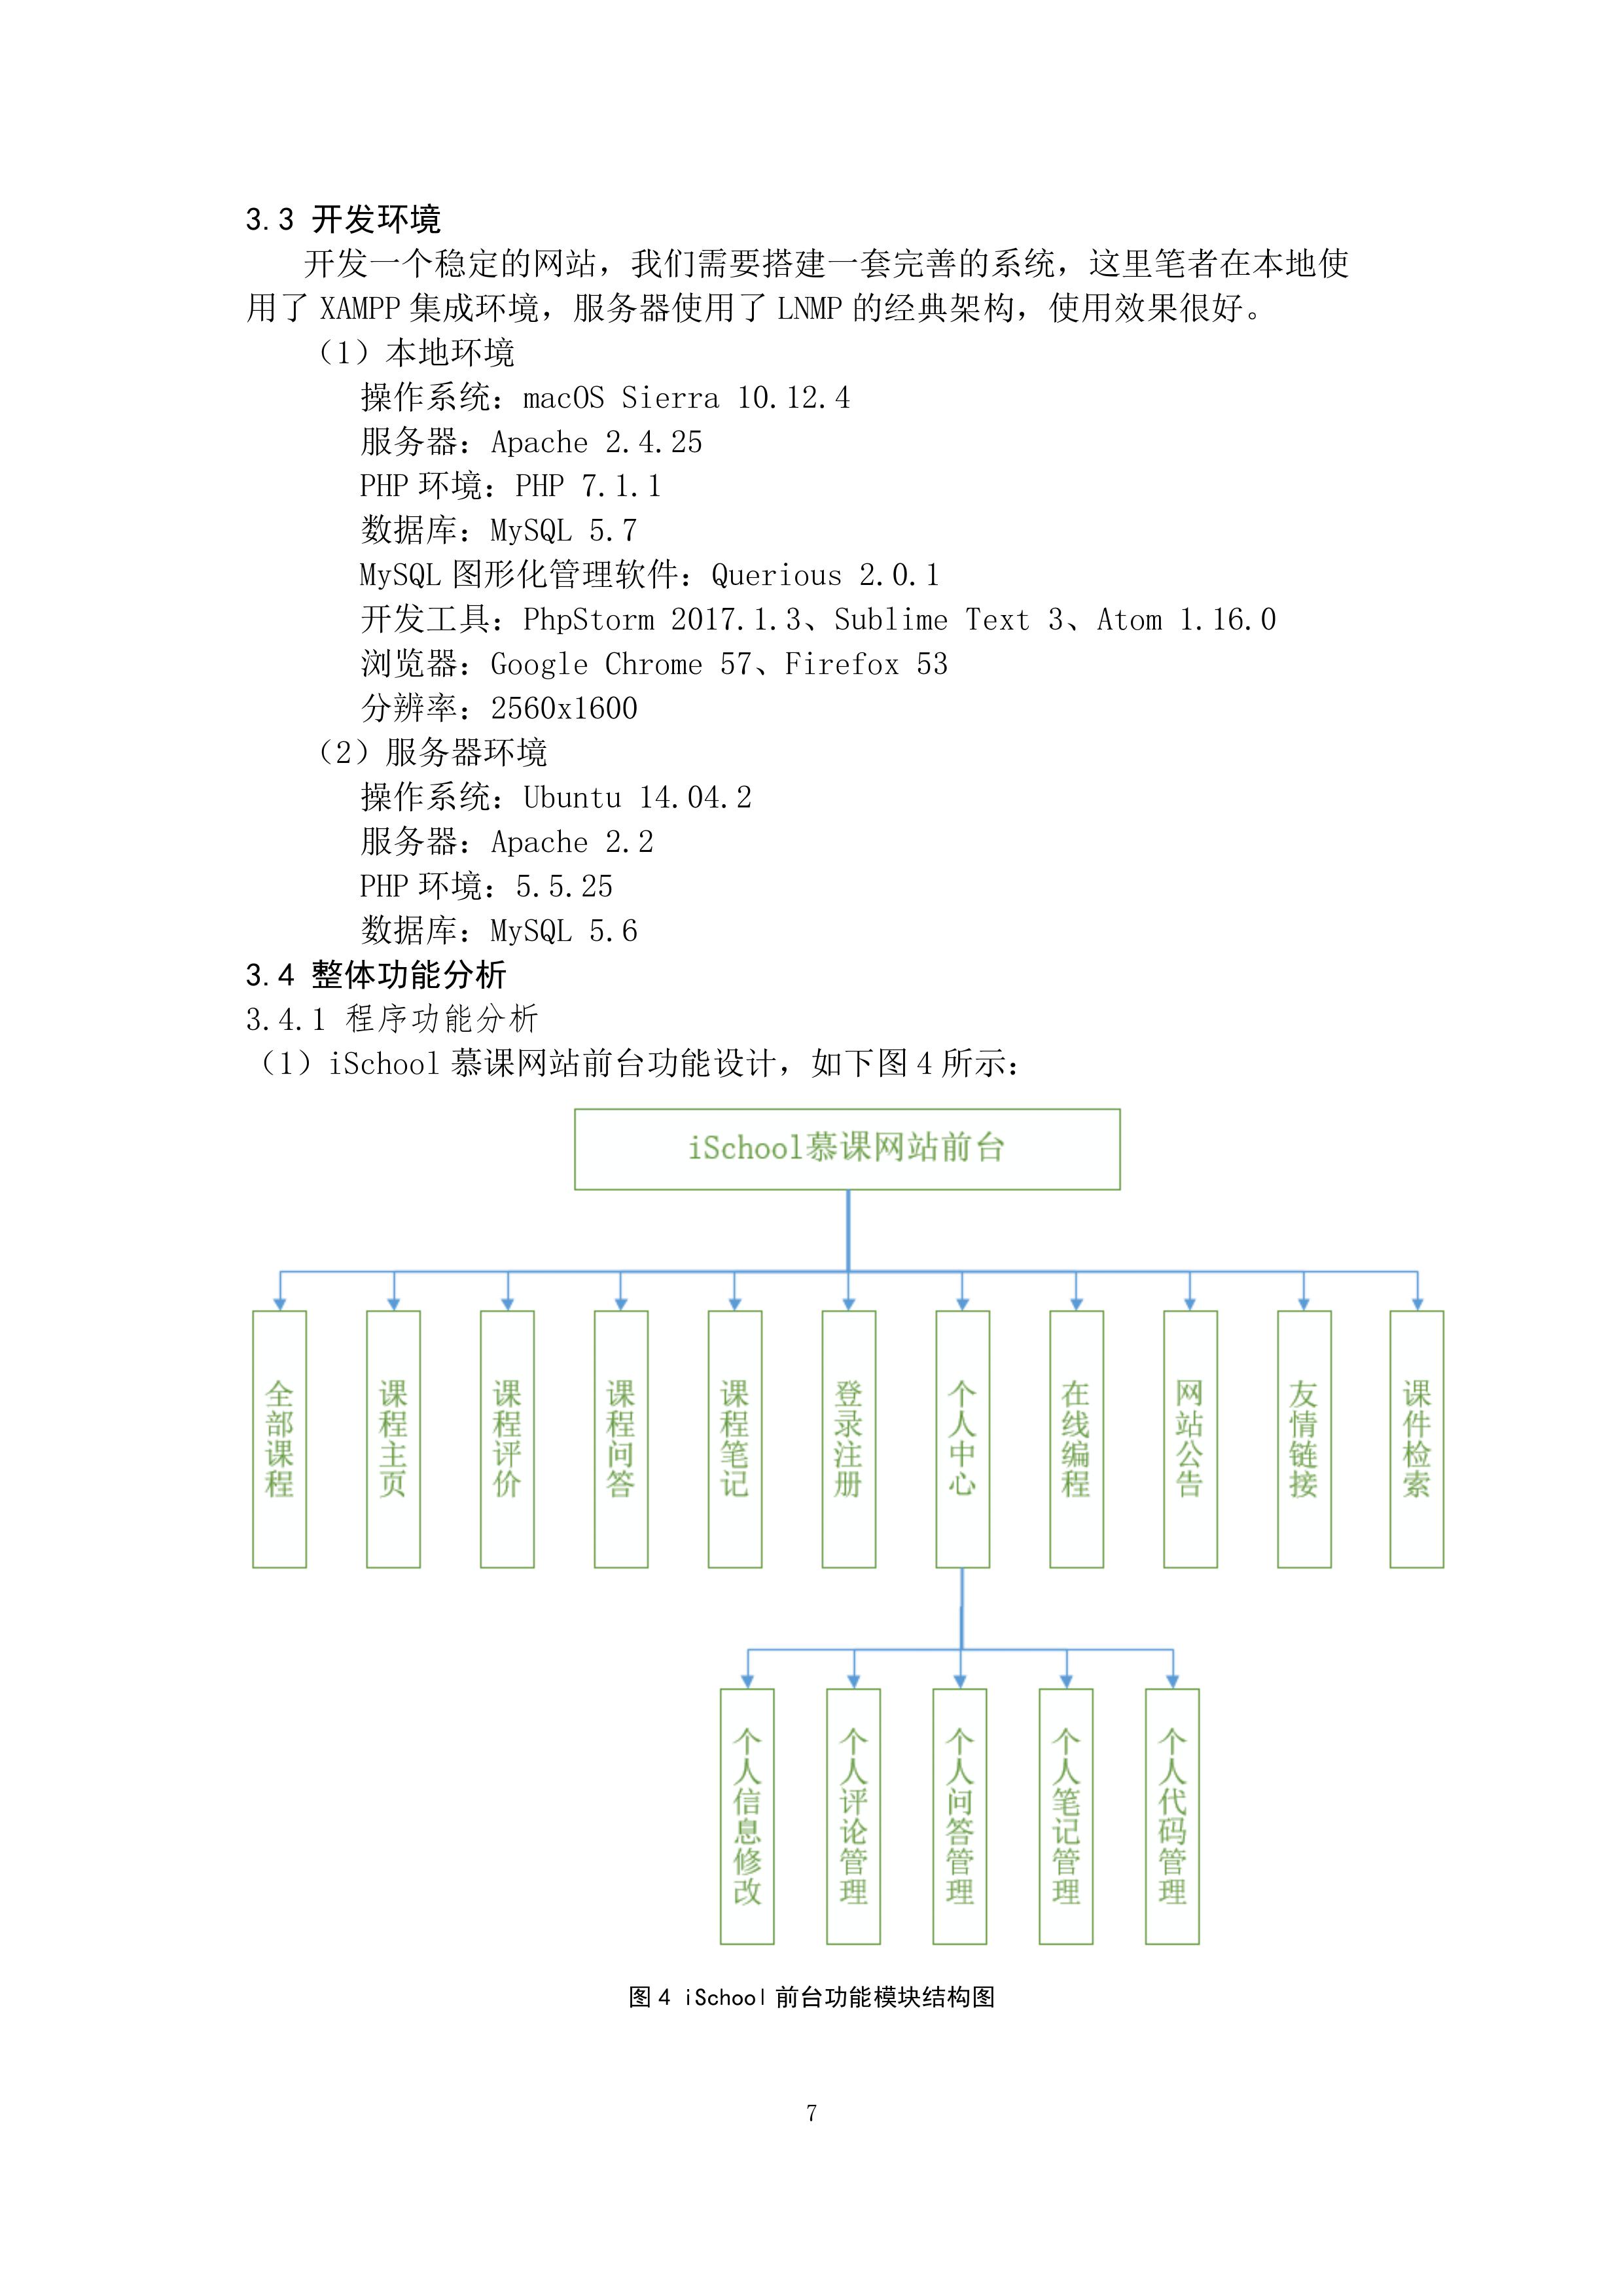 3.3 开发环境
开发一个稳定的网站，我们需要搭建一套完善的系统，这里笔者在本地使
用了 XAMPP 集成环境，服务器使用了 LNMP 的经典架构，使用效果很好。
（1）本地环境
操作系统：macOS Sierra 10.12.4
服务器：Apache 2.4.25
PHP 环境：PHP 7.1.1
数据库：MySQL 5.7
MySQL 图形化管理软件：Querious 2.0.1
开发工具：PhpStorm 2017.1.3、Sublime Text 3、Atom 1.16.0
浏览器：Google Chrome 57、Firefox 53
分辨率：2560x1600
（2）服务器环境
操作系统：Ubuntu 14.04.2
服务器：Apache 2.2
PHP 环境：5.5.25
数据库：MySQL 5.6
3.4 整体功能分析
3.4.1 程序功能分析
（1）iSchool 慕课网站前台功能设计，如下图 4 所示：
iSchool慕课网站前台
全部课程
课程主页
课程评价
课程问答
课程笔记
登录注册
个人中心
在线编程
网站公告
友情链接
课件检索
个人信息修改
个人评论管理
个人问答管理
个人笔记管理
个人代码管理
图 4 iSchool 前台功能模块结构图
7